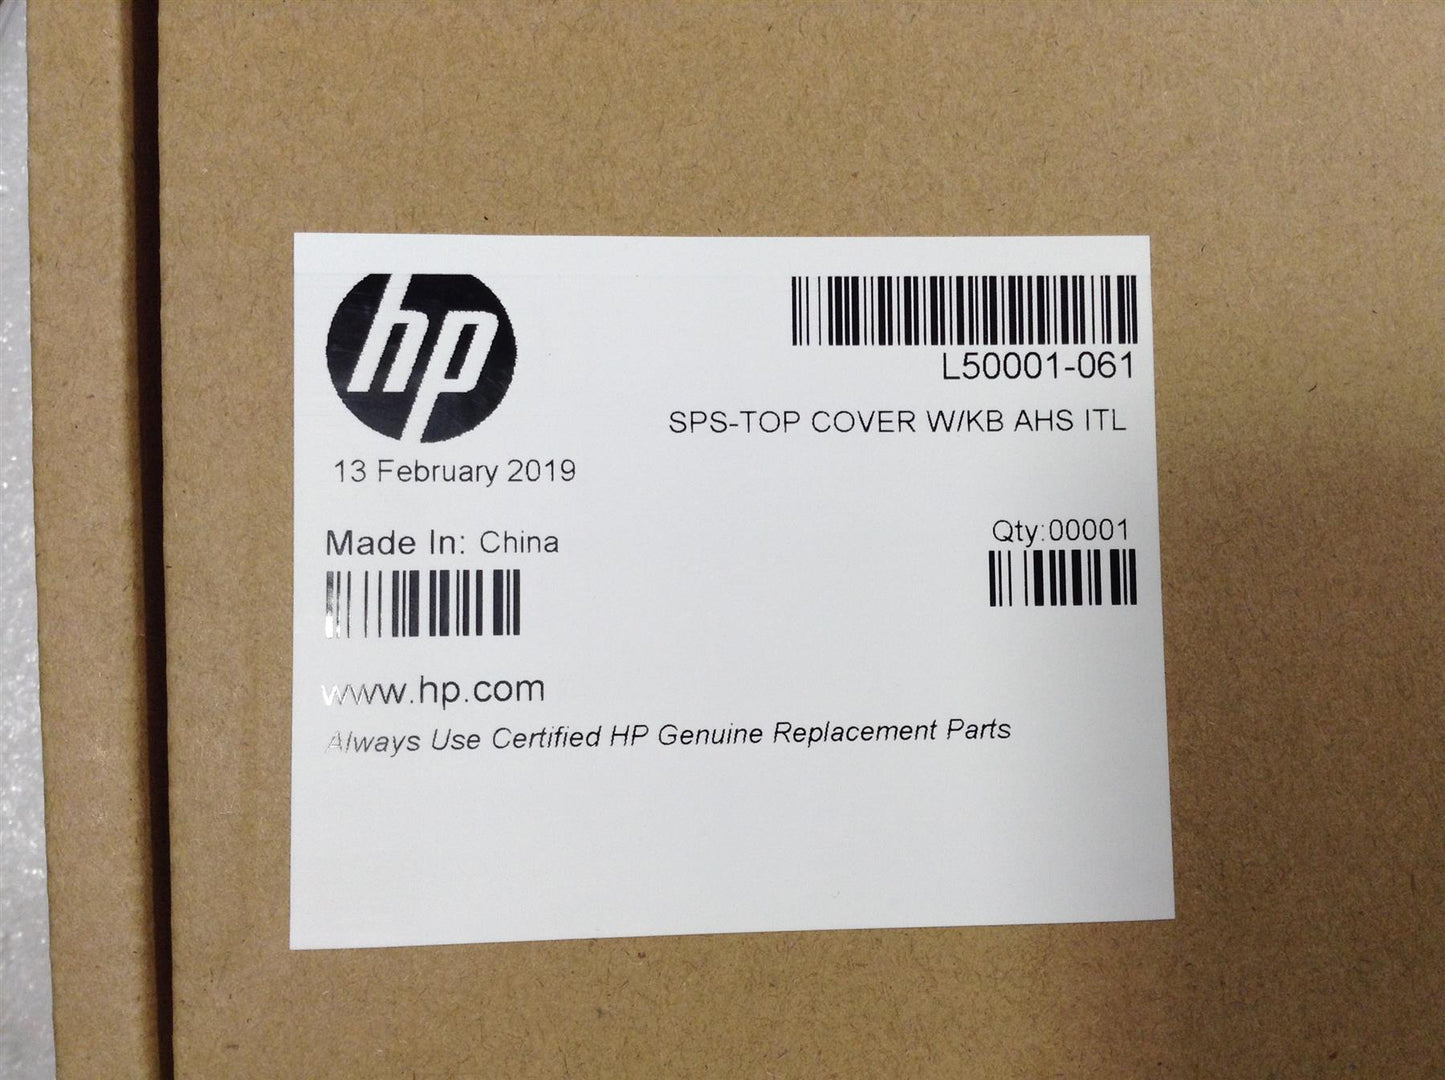 hp
L50001-061
SPS-TOP COVER W/KB AHS ITL
13 February 2019
Made In: China
Qty:00001
www.hp.com
Always Use Certified HP Genuine Replacement Parts